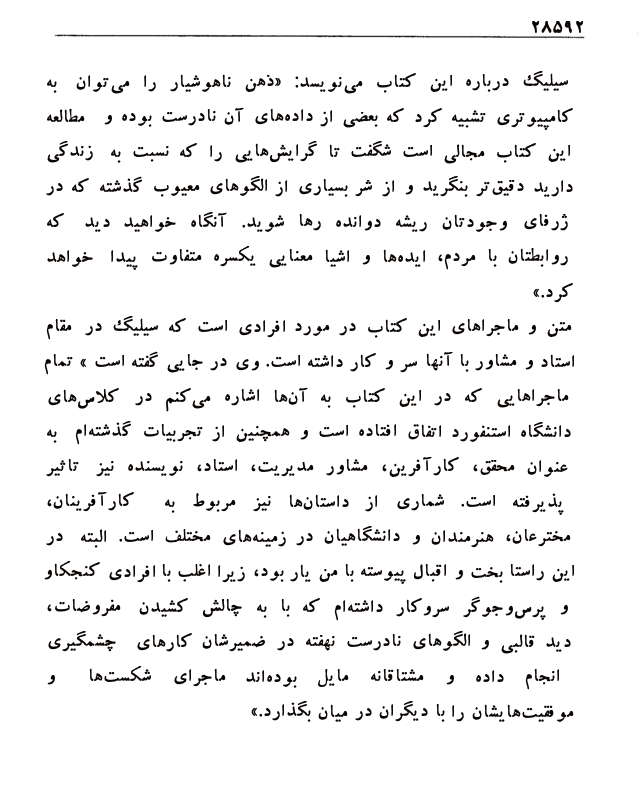 ۲۸۵۹۲
سیلیگ درباره این کتاب می‌نویسد: «ذهن ناهوشیار را می‌توان به
کامپیوتری تشبیه کرد که بعضی از داده‌های آن نادرست بوده و مطالعه
این کتاب مجالی است شگفت تا گرایش‌هایی را که نسبت به زندگی
دارید دقیق‌تر بنگرید و از شر بسیاری از الگوهای معیوب گذشته که در
ژرفای وجودتان ریشه دوانده رها شوید. آنگاه خواهید دید که
روابطتان با مردم، ایده‌ها و اشیا معنایی یکسره متفاوت پیدا خواهد
کرد.»
متن و ماجراهای این کتاب در مورد افرادی است که سیلیگ در مقام
استاد و مشاور با آنها سر و کار داشته است. وی در جایی گفته است » تمام
ماجراهایی که در این کتاب به آن‌ها اشاره می‌کنم در کلاس‌های
دانشگاه استنفورد اتفاق افتاده است و همچنین از تجربیات گذشته‌ام به
عنوان محقق، کارآفرین، مشاور مدیریت، استاد، نویسنده نیز تاثیر
پذیرفته است. شماری از داستان‌ها نیز مربوط به کارآفرینان،
مخترعان، هنرمندان و دانشگاهیان در زمینه‌های مختلف است. البته در
این راستا بخت و اقبال پیوسته با من یار بود، زیرا اغلب با افرادی کنجکاو
و پرس‌وجوگر سروکار داشته‌ام که با به چالش کشیدن مفروضات،
دید قالبی و الگوهای نادرست نهفته در ضمیرشان کارهای چشمگیری
انجام داده و مشتاقانه مایل بوده‌اند ماجرای شکست‌ها و
موفقیت‌هایشان را با دیگران در میان بگذارد.»